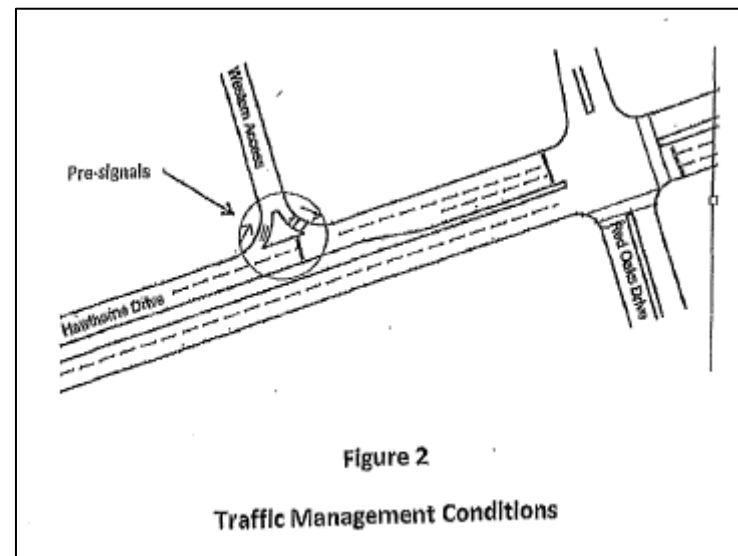 Western Access
Pre-signals
Hawthorne Drive
Red Oaks Drive
Figure 2
Traffic Management Conditions